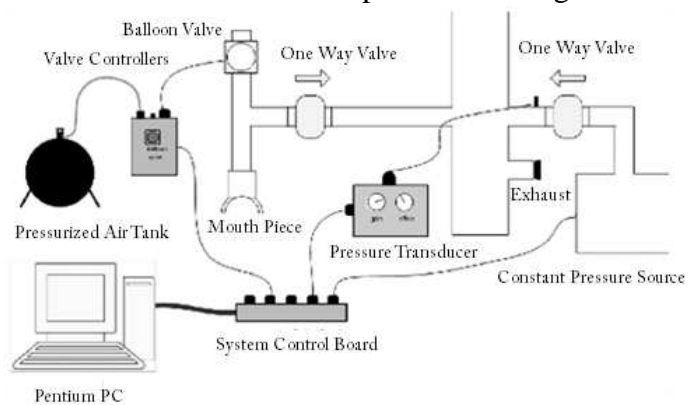 Balloon Valve
Valve Controllers
One Way Valve
One Way Valve
Exhaust
Mouth Piece
Pressurized Air Tank
Pressure Transducer
Constant Pressure Source
System Control Board
Pentium PC